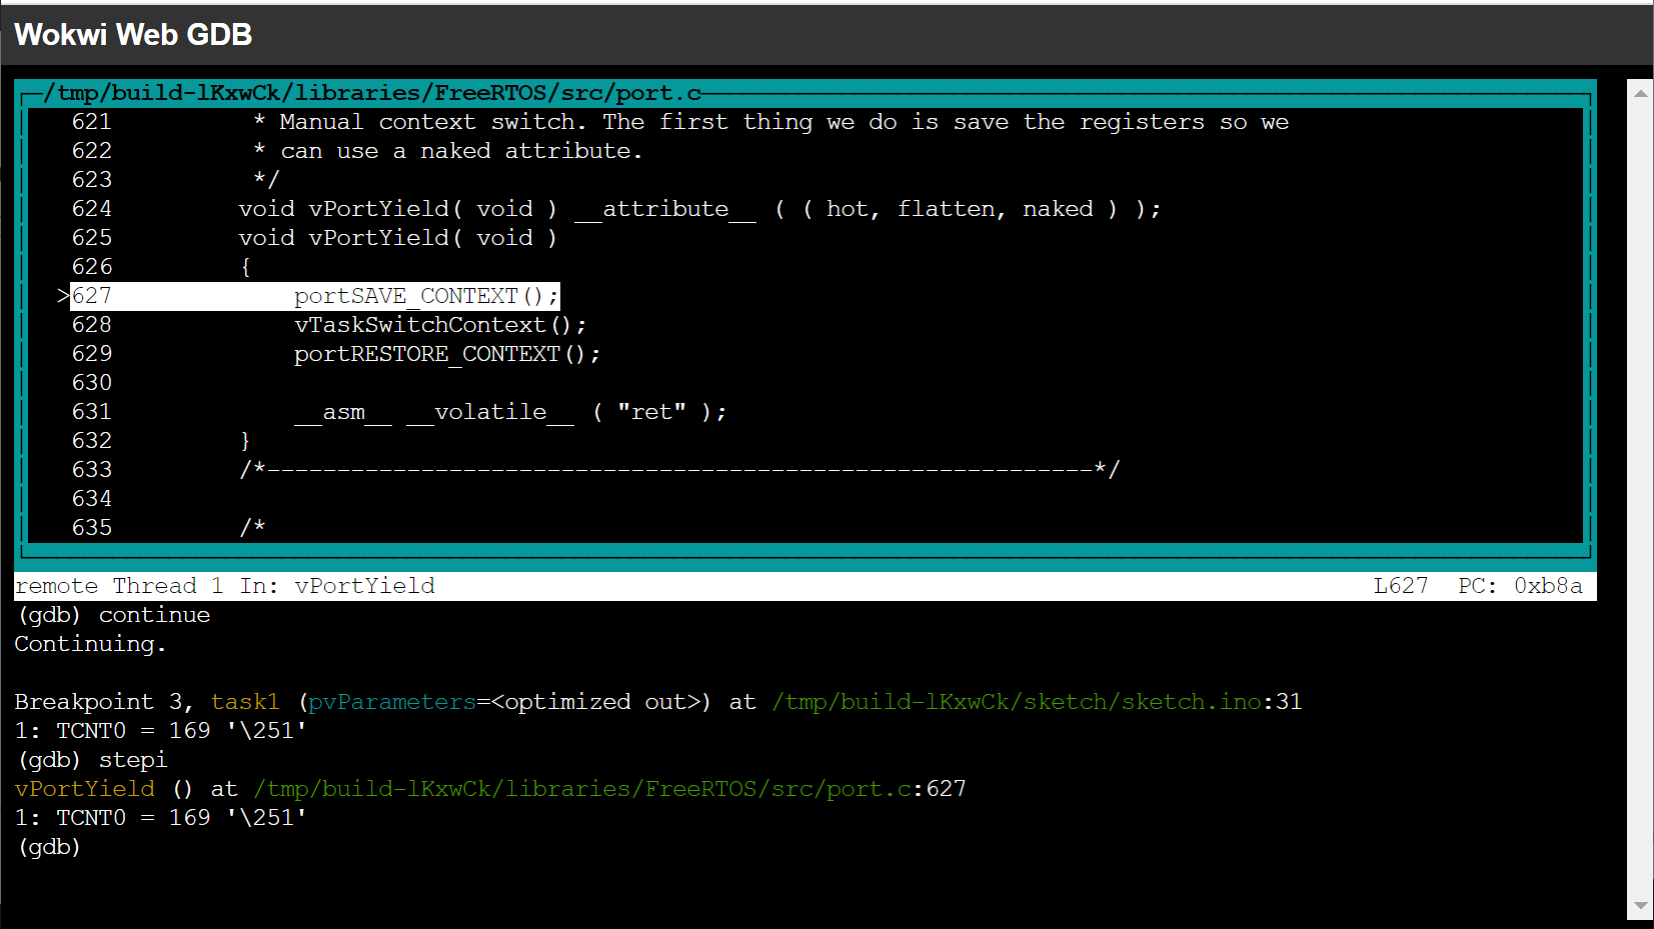 Wokwi Web GDB
/tmp/build-lKxwCk/libraries/FreeRTOS/src/port.c
621 * Manual context switch. The first thing we do is save the registers so we
622 * can use a naked attribute.
623 */
624 void vPortYield( void ) __attribute__ ( ( hot, flatten, naked ) );
625 void vPortYield( void )
626 {
>627 portSAVE_CONTEXT();
628 vTaskSwitchContext();
629 portRESTORE_CONTEXT();
630
631 __asm__ __volatile__ ( "ret" );
632 }
633 /*-----------------------------------------------------------*/
634
635 /*
remote Thread 1 In: vPortYield L627 PC: 0xb8a
(gdb) continue
Continuing.
Breakpoint 3, task1 (pvParameters=<optimized out>) at /tmp/build-lKxwCk/sketch/sketch.ino:31
1: TCNT0 = 169 '\251'
(gdb) stepi
vPortYield () at /tmp/build-lKxwCk/libraries/FreeRTOS/src/port.c:627
1: TCNT0 = 169 '\251'
(gdb)